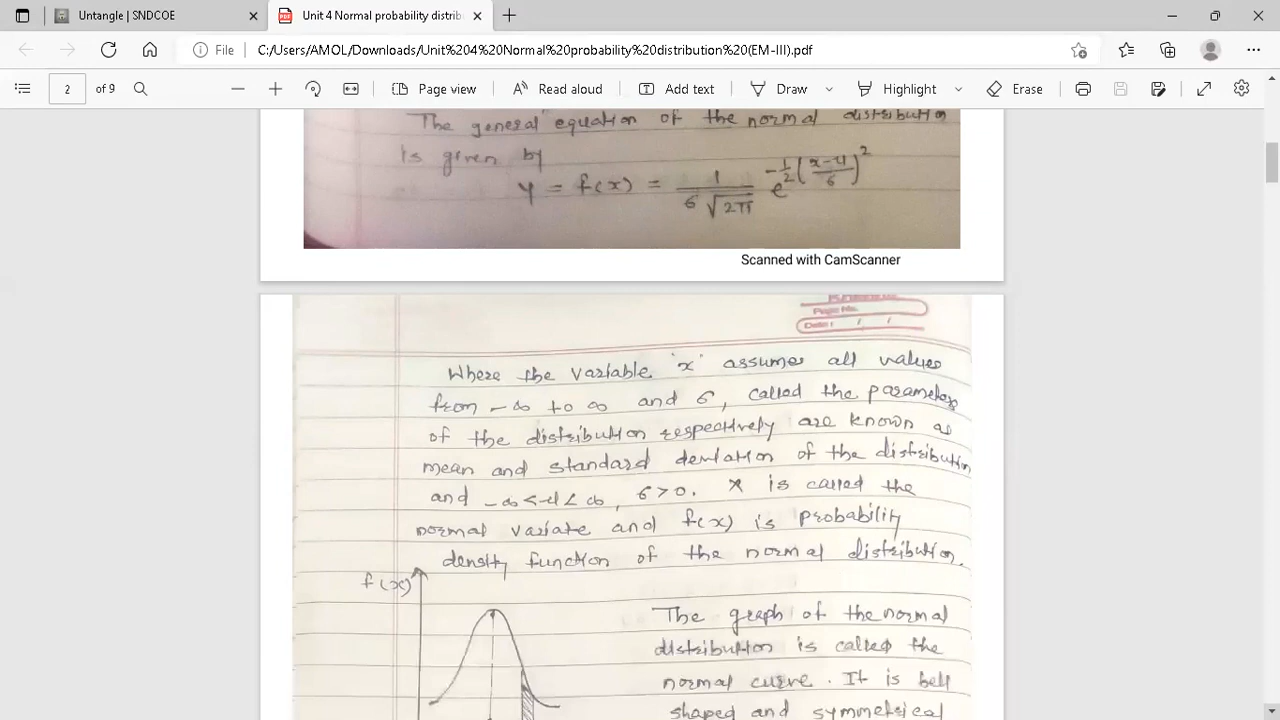 Untangle | SNDCOE
Unit 4 Normal probability distrib
File C:/Users/AMOL/Downloads/Unit%204%20Normal%20probability%20distribution%20(EM-III).pdf
2 of 9 Page view Read aloud Add text Draw Highlight Erase
The general equation of the normal distribution
is given by
y = f(x) = 1/(σ√2π) e^(-1/2 ((x-μ)/σ)^2)
Scanned with CamScanner
Page No.
Date: / /
Where the variable 'x' assumes all values
from -∞ to ∞ and σ, called the parameters
of the distribution respectively are known as
mean and standard deviation of the distribution
and -∞<μ<∞, σ>0. x is called the
normal variate and f(x) is probability
density function of the normal distribution.
f(x)
The graph of the normal
distribution is called the
normal curve. It is bell
shaped and symmetrical